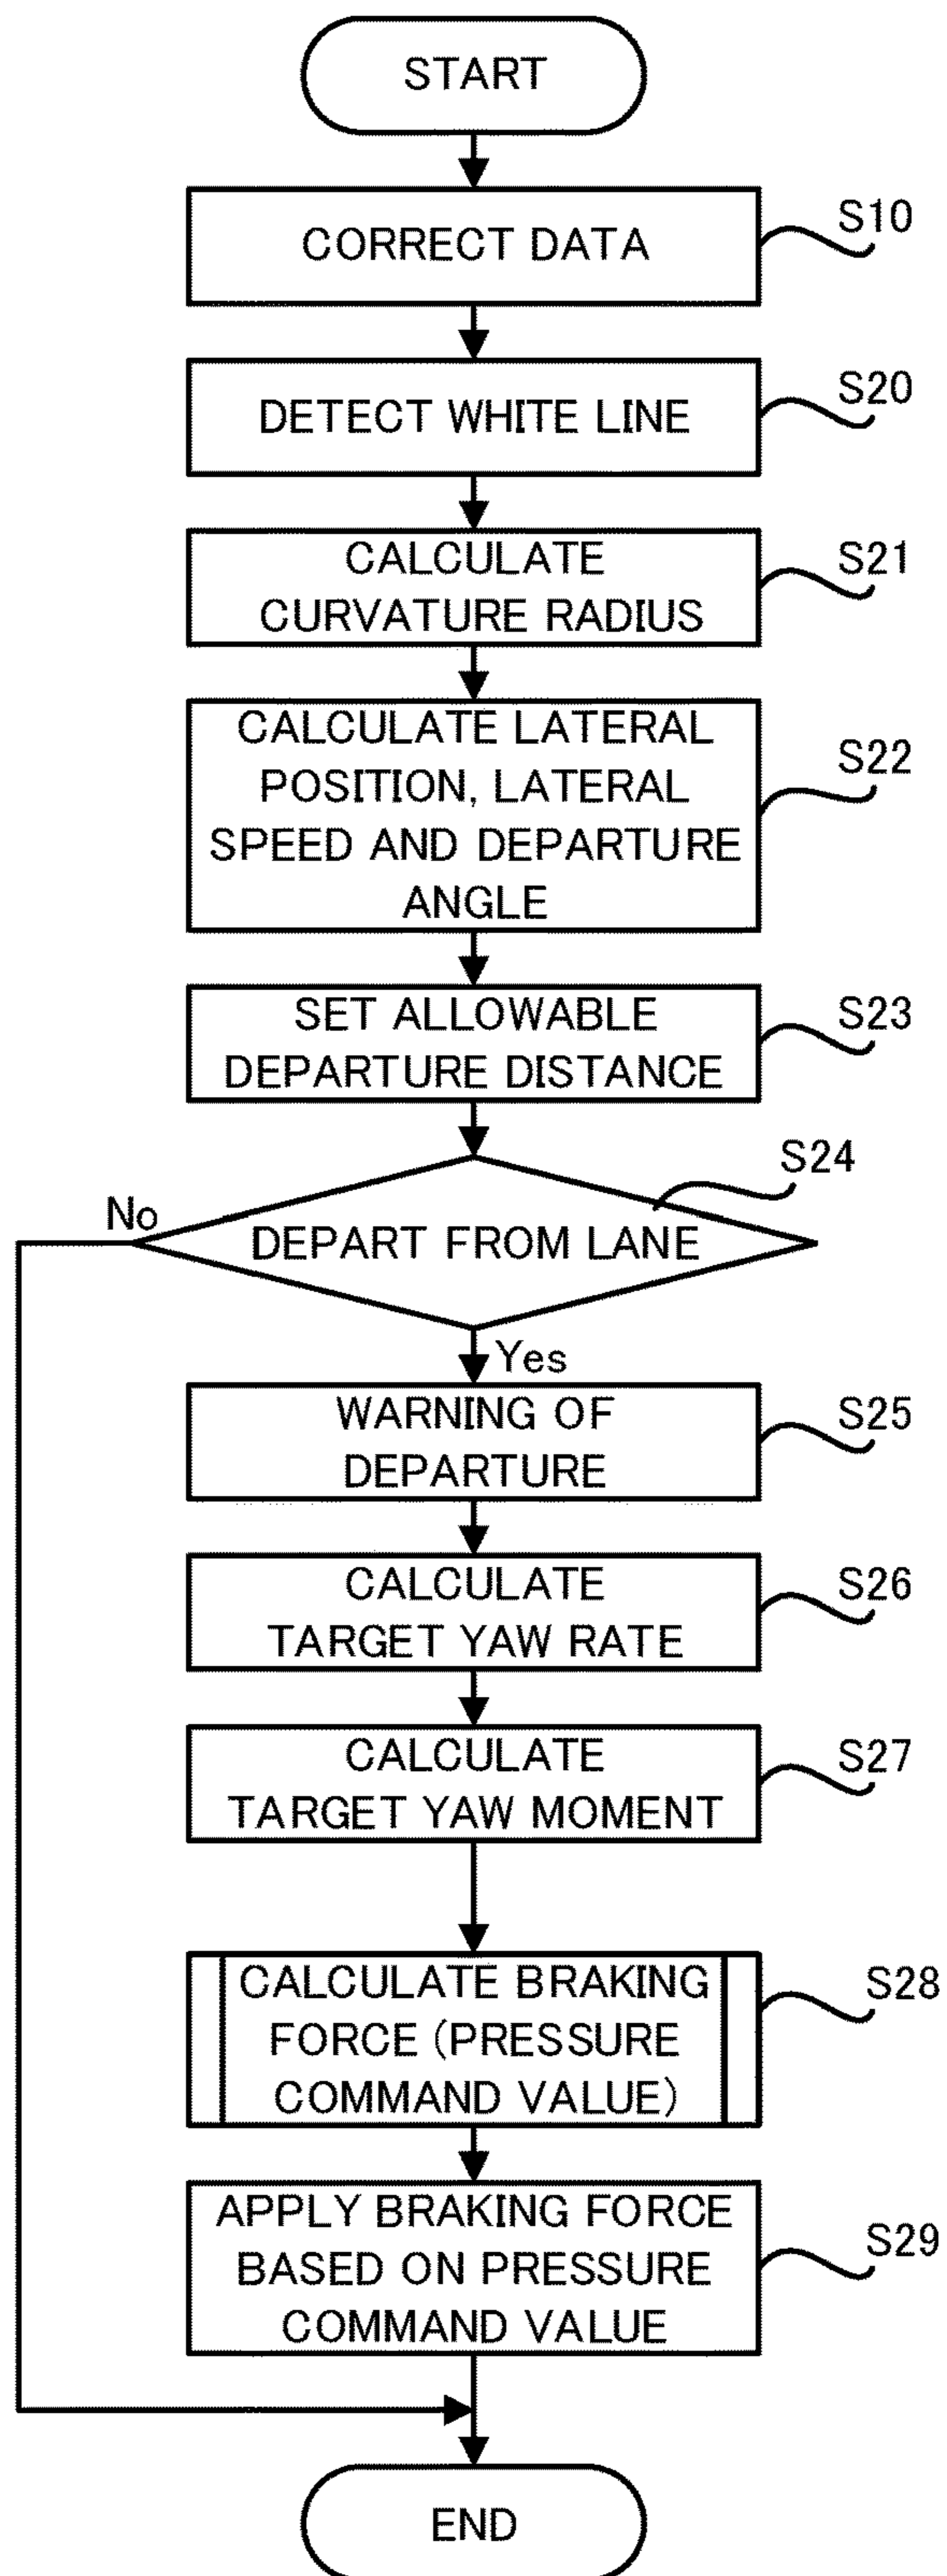 START
CORRECT DATA
S10
DETECT WHITE LINE
S20
CALCULATE
CURVATURE RADIUS
S21
CALCULATE LATERAL
POSITION, LATERAL
SPEED AND DEPARTURE
ANGLE
S22
SET ALLOWABLE
DEPARTURE DISTANCE
S23
S24
No
DEPART FROM LANE
Yes
WARNING OF
DEPARTURE
S25
CALCULATE
TARGET YAW RATE
S26
CALCULATE
TARGET YAW MOMENT
S27
CALCULATE BRAKING
FORCE (PRESSURE
COMMAND VALUE)
S28
APPLY BRAKING FORCE
BASED ON PRESSURE
COMMAND VALUE
S29
END